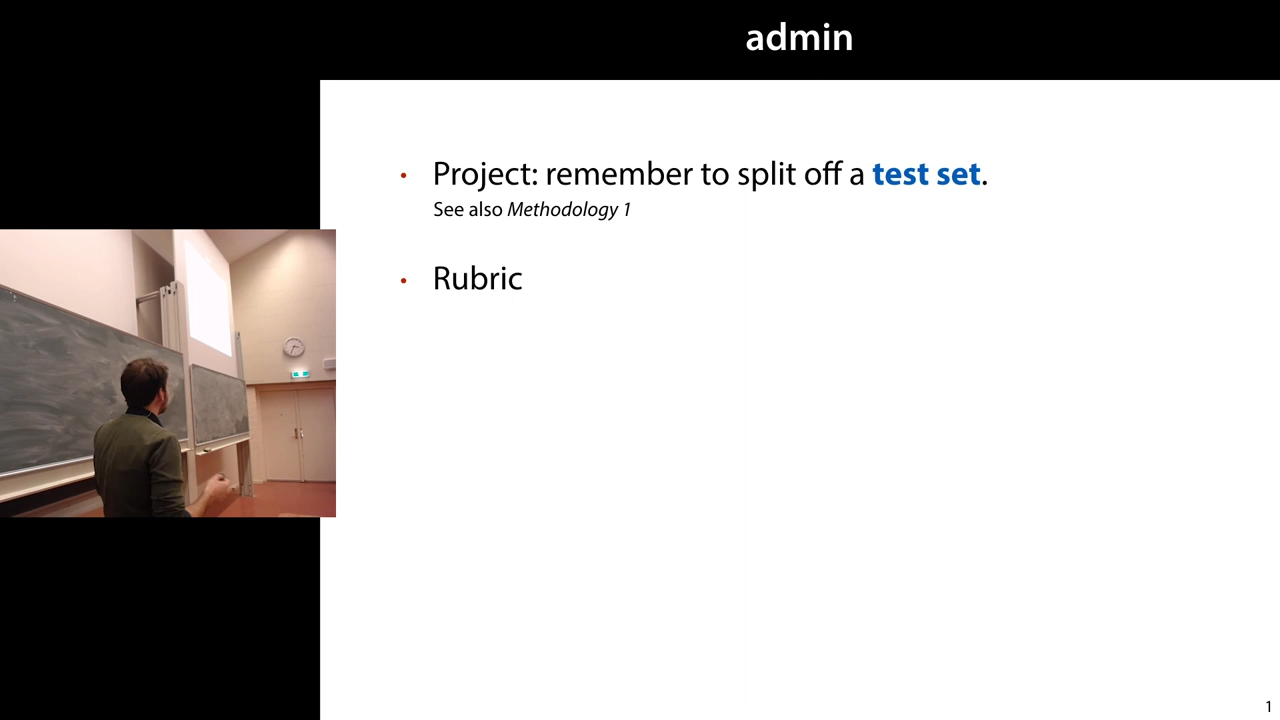 admin
• Project: remember to split off a test set.
See also Methodology 1
• Rubric
1